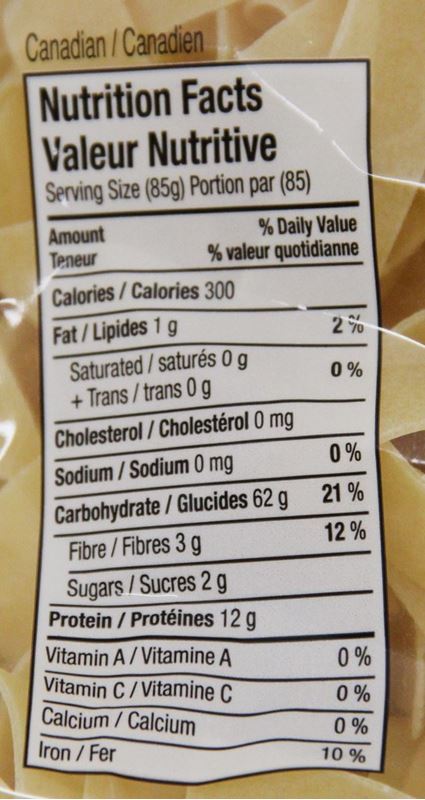 Canadian / Canadien
Nutrition Facts
Valeur Nutritive
Serving Size (85g) Portion par (85)
Amount % Daily Value
Teneur % valeur quotidianne
Calories / Calories 300
Fat / Lipides 1 g 2 %
Saturated / saturés 0 g 0 %
+ Trans / trans 0 g
Cholesterol / Cholestérol 0 mg
Sodium / Sodium 0 mg 0 %
Carbohydrate / Glucides 62 g 21 %
Fibre / Fibres 3 g 12 %
Sugars / Sucres 2 g
Protein / Protéines 12 g
Vitamin A / Vitamine A 0 %
Vitamin C / Vitamine C 0 %
Calcium / Calcium 0 %
Iron / Fer 10 %